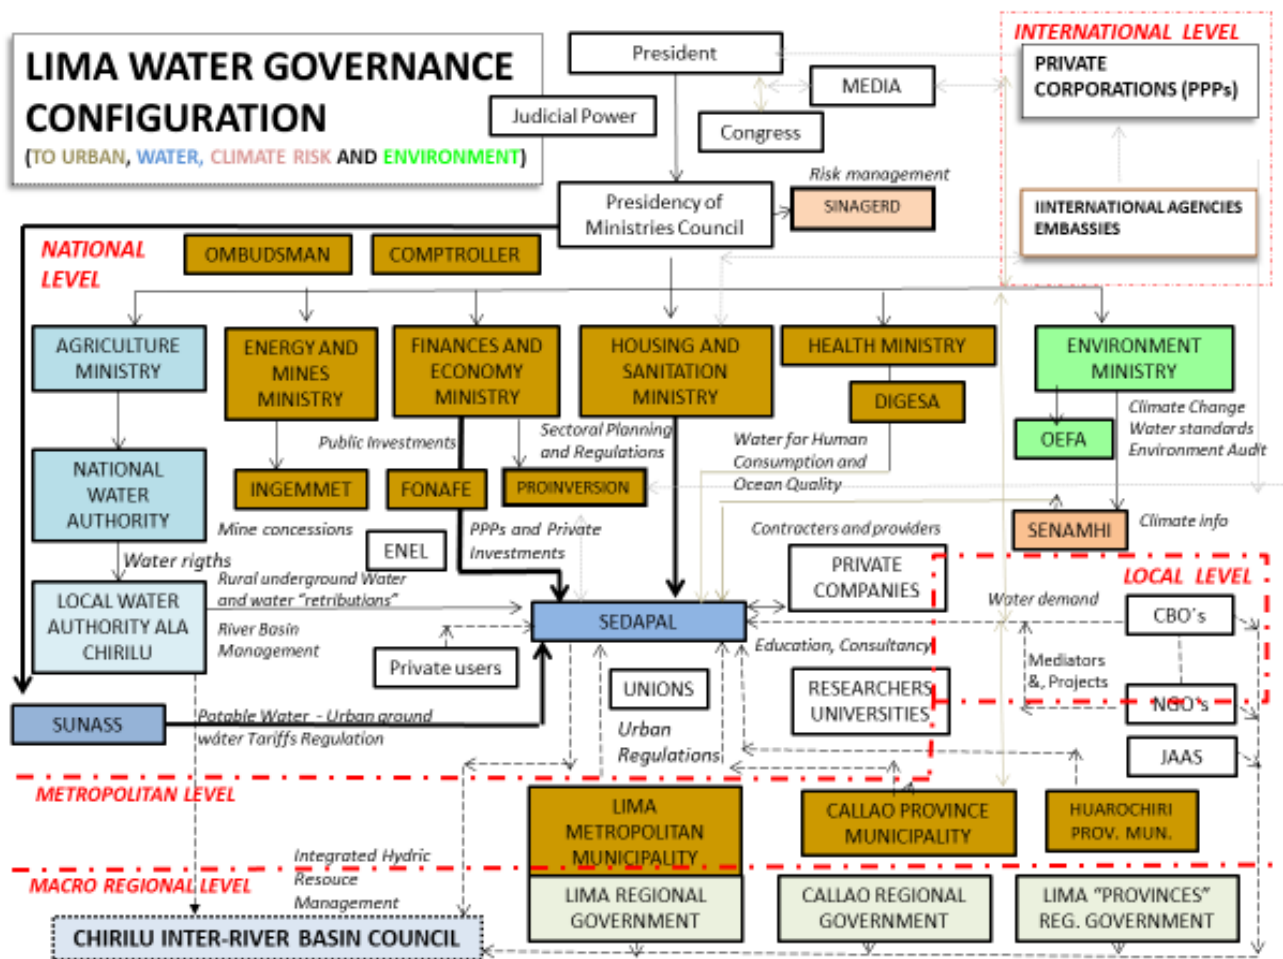 LIMA WATER GOVERNANCE
CONFIGURATION
(TO URBAN, WATER, CLIMATE RISK AND ENVIRONMENT)
President
Judicial Power
MEDIA
Congress
INTERNATIONAL LEVEL
PRIVATE
CORPORATIONS (PPPs)
IINTERNATIONAL AGENCIES
EMBASSIES
Risk management
SINAGERD
Presidency of
Ministries Council
NATIONAL
LEVEL
OMBUDSMAN
COMPTROLLER
AGRICULTURE
MINISTRY
ENERGY AND
MINES
MINISTRY
FINANCES AND
ECONOMY
MINISTRY
HOUSING AND
SANITATION
MINISTRY
HEALTH MINISTRY
DIGESA
ENVIRONMENT
MINISTRY
OEFA
Climate Change
Water standards
Environment Audit
Public Investments
Sectoral Planning
and Regulations
Water for Human
Consumption and
Ocean Quality
NATIONAL
WATER
AUTHORITY
INGEMMET
FONAFE
PROINVERSION
Mine concessions
ENEL
PPPs and Private
Investments
Contracters and providers
SENAMHI
Climate info
Water rigths
LOCAL WATER
AUTHORITY ALA
CHIRILU
Rural underground Water
and water "retributions"
River Basin
Management
Private users
SEDAPAL
PRIVATE
COMPANIES
LOCAL LEVEL
Water demand
CBO´s
Education, Consultancy
Mediators
&, Projects
UNIONS
RESEARCHERS
UNIVERSITIES
NGO's
JAAS
SUNASS
Potable Water - Urban ground
wáter Tariffs Regulation
Urban
Regulations
METROPOLITAN LEVEL
LIMA
METROPOLITAN
MUNICIPALITY
CALLAO PROVINCE
MUNICIPALITY
HUAROCHIRI
PROV. MUN.
MACRO REGIONAL LEVEL
Integrated Hydric
Resouce
Management
LIMA REGIONAL
GOVERNMENT
CALLAO REGIONAL
GOVERNMENT
LIMA "PROVINCES"
REG. GOVERNMENT
CHIRILU INTER-RIVER BASIN COUNCIL